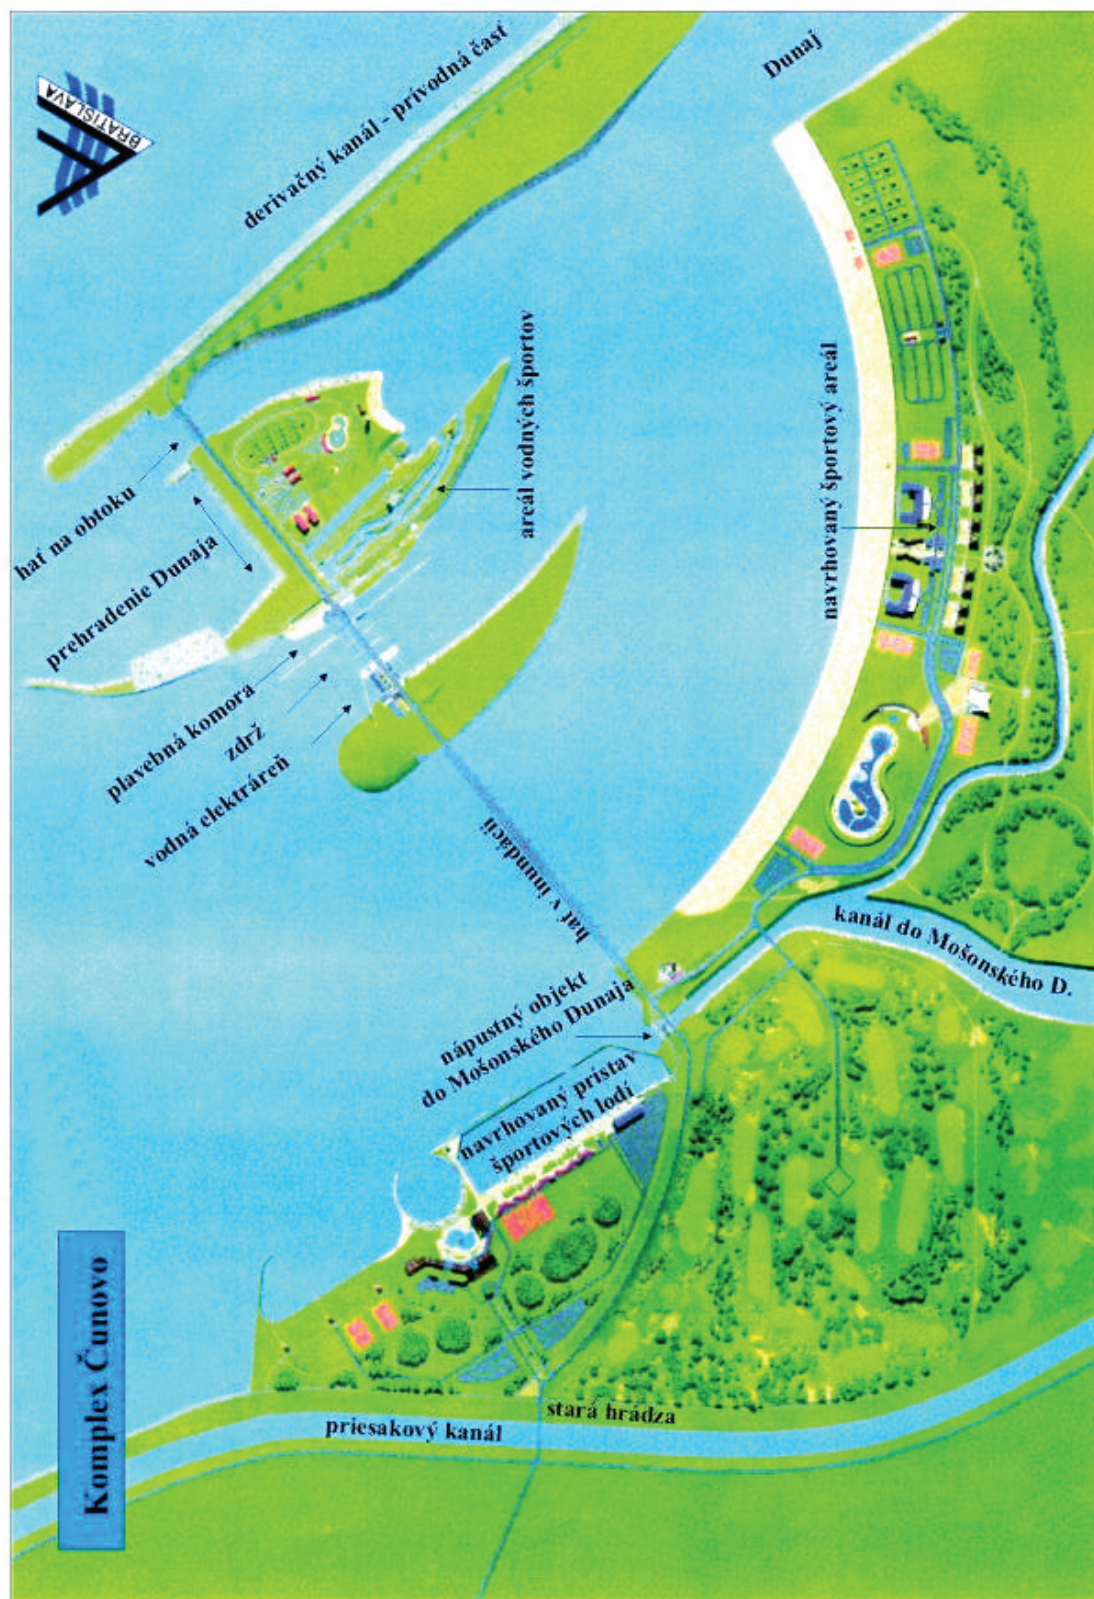 BRATISLAVA
derivačný kanál - prívodná časť
Dunaj
hať na obtoku
prehradenie Dunaja
areál vodných športov
navrhovaný športový areál
plavebná komora
zdrž
vodná elektráreň
hať v inundácii
kanál do Mošonského D.
nápustný objekt
do Mošonského Dunaja
navrhovaný prístav
športových lodí
stará hrádza
priesakový kanál
Komplex Čunovo